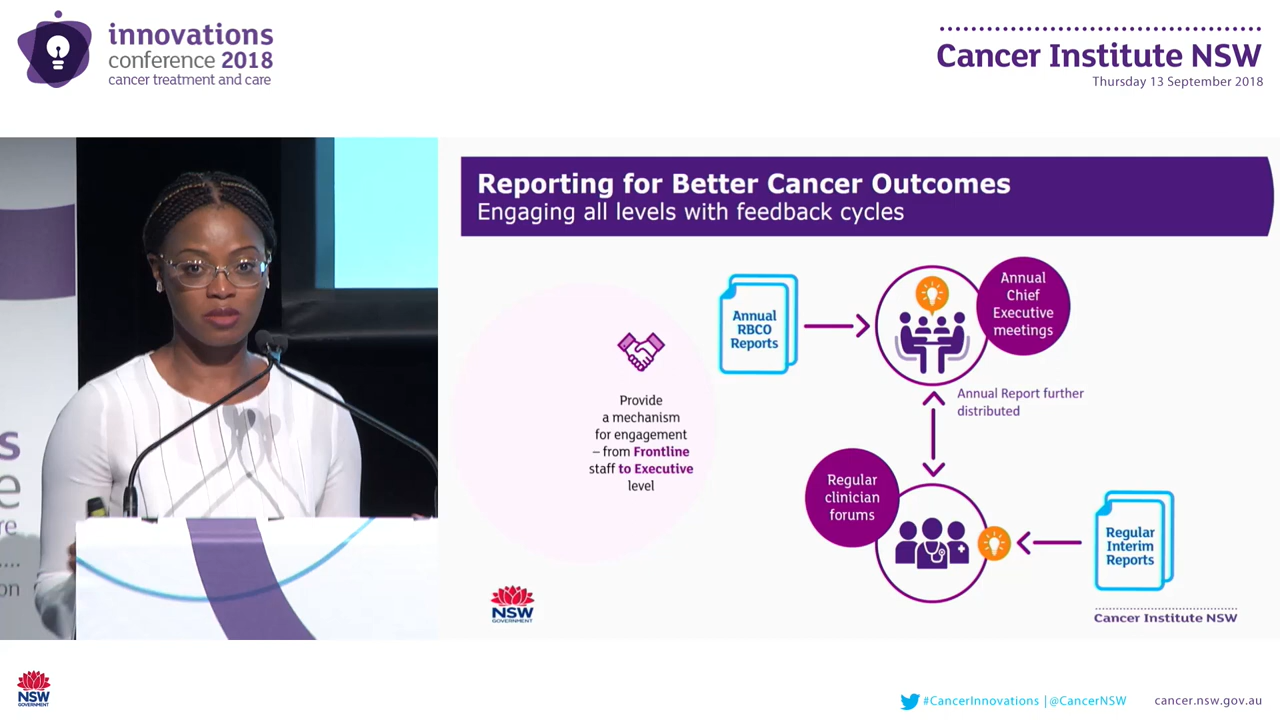 innovations
conference 2018
cancer treatment and care
Cancer Institute NSW
Thursday 13 September 2018
Reporting for Better Cancer Outcomes
Engaging all levels with feedback cycles
Provide
a mechanism
for engagement
– from Frontline
staff to Executive
level
Annual
RBCO
Reports
Annual
Chief
Executive
meetings
Annual Report further
distributed
Regular
clinician
forums
Regular
Interim
Reports
NSW
GOVERNMENT
Cancer Institute NSW
s
e
re
on
NSW
GOVERNMENT
#CancerInnovations | @CancerNSW
cancer.nsw.gov.au